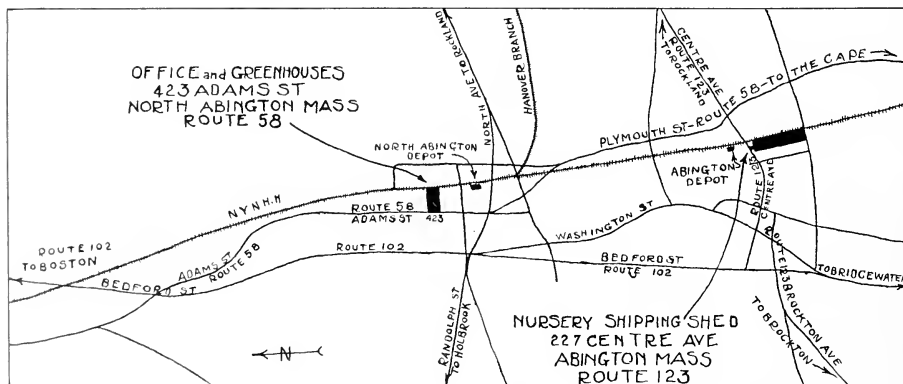 OFFICE and GREENHOUSES
423 ADAMS ST
NORTH ABINGTON MASS
ROUTE 58
NORTH AVE TO ROCKLAND
HANOVER BRANCH
CENTRE AVE
ROUTE 123
TO ROCKLAND
PLYMOUTH ST-ROUTE 58-TO THE CAPE
NORTH ABINGTON
DEPOT
ABINGTON
DEPOT
ROUTE 123
CENTRE AVE
N.Y.N.H.H
ROUTE 58
ADAMS ST 423
WASHINGTON ST
ROUTE 102
TO BOSTON
ADAMS ST
ROUTE 58
ROUTE 102
BEDFORD ST
BEDFORD ST
ROUTE 102
TO BRIDGEWATER
ROUTE 123 BROCKTON AVE
TO BROCKTON
RANDOLPH ST
TO HOLBROOK
N
NURSERY SHIPPING SHED
227 CENTRE AVE
ABINGTON MASS
ROUTE 123